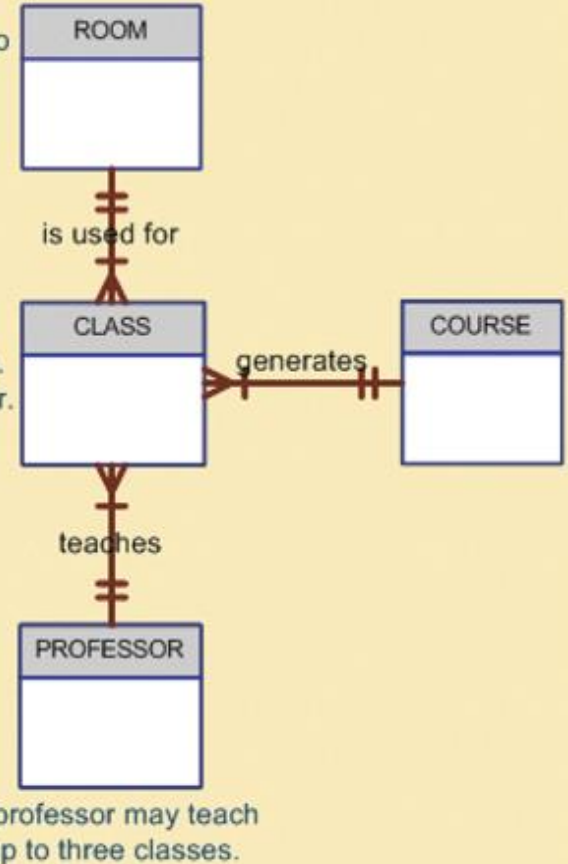 ROOM
is used for
CLASS
COURSE
generates
r.
teaches
PROFESSOR
professor may teach
to three classes.